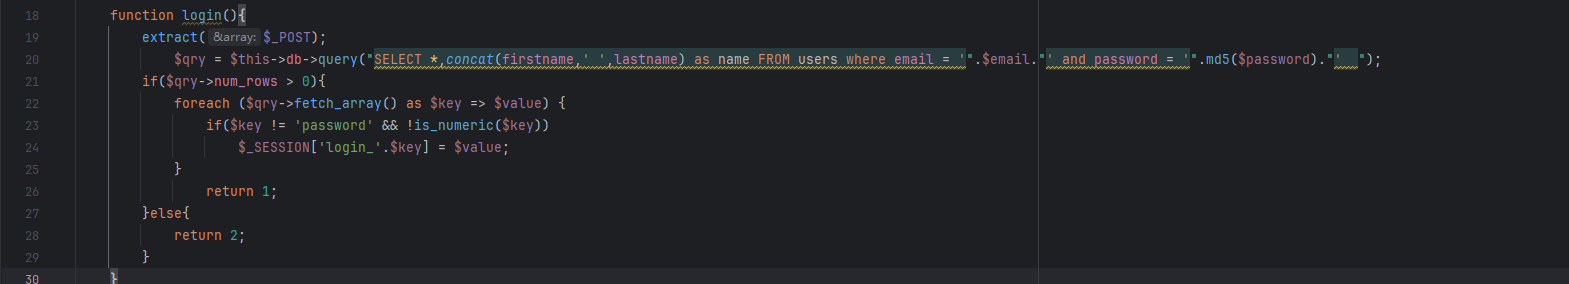 18 function login(){
19 extract( &array: $_POST);
20 $qry = $this->db->query("SELECT *,concat(firstname,' ',lastname) as name FROM users where email = '".$email."' and password = '".md5($password)."'  ");
21 if($qry->num_rows > 0){
22 foreach ($qry->fetch_array() as $key => $value) {
23 if($key != 'password' && !is_numeric($key))
24 $_SESSION['login_'.$key] = $value;
25 }
26 return 1;
27 }else{
28 return 2;
29 }
30 }